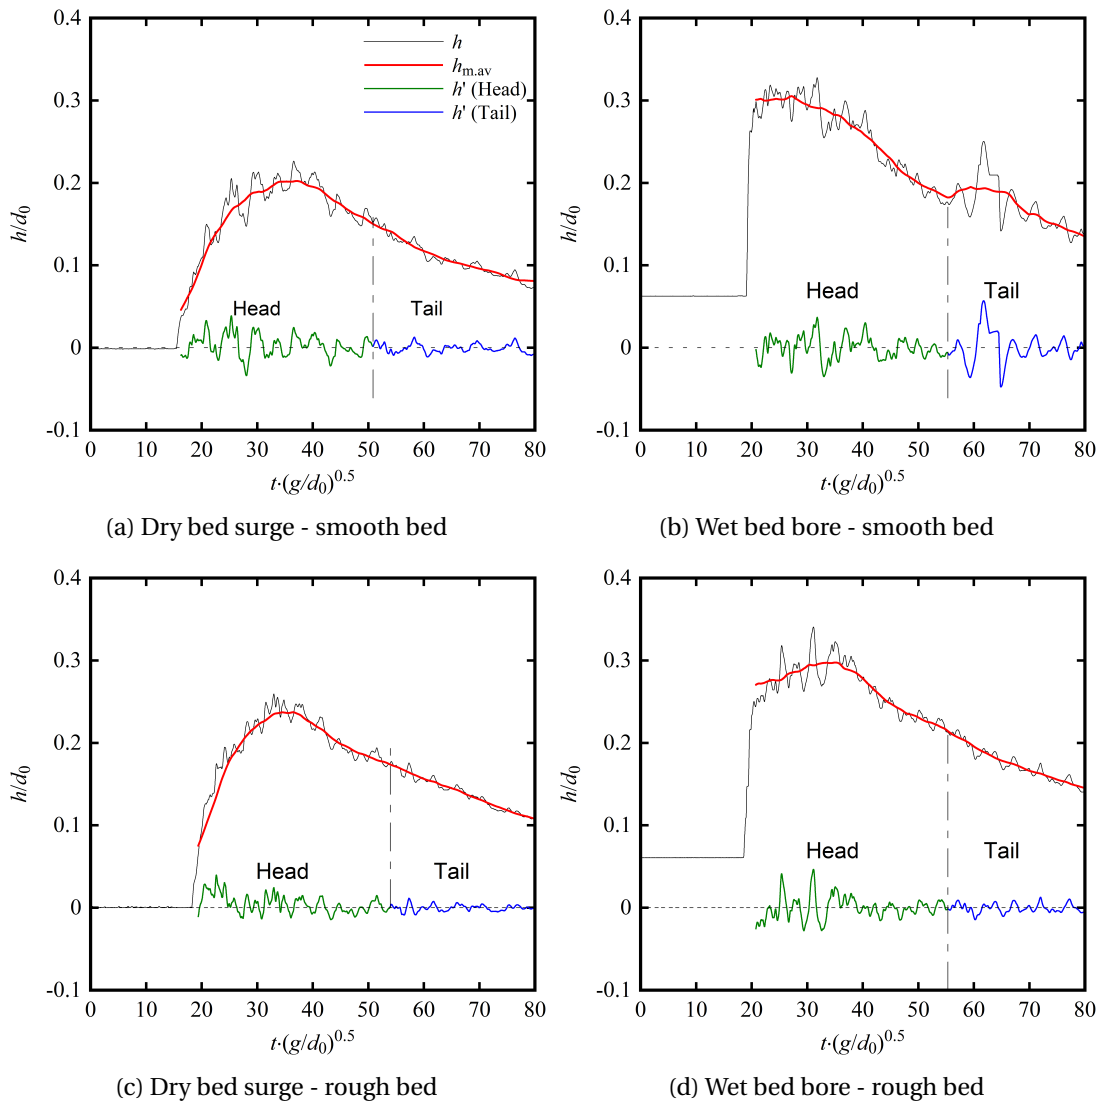 0.4
0.3
0.2
0.1
0
-0.1
h/d0
h
hm.av
h' (Head)
h' (Tail)
Head
Tail
0 10 20 30 40 50 60 70 80
t·(g/d0)0.5
(a) Dry bed surge - smooth bed
0.4
0.3
0.2
0.1
0
-0.1
h/d0
Head
Tail
0 10 20 30 40 50 60 70 80
t·(g/d0)0.5
(b) Wet bed bore - smooth bed
0.4
0.3
0.2
0.1
0
-0.1
h/d0
Head
Tail
0 10 20 30 40 50 60 70 80
t·(g/d0)0.5
(c) Dry bed surge - rough bed
0.4
0.3
0.2
0.1
0
-0.1
h/d0
Head
Tail
0 10 20 30 40 50 60 70 80
t·(g/d0)0.5
(d) Wet bed bore - rough bed